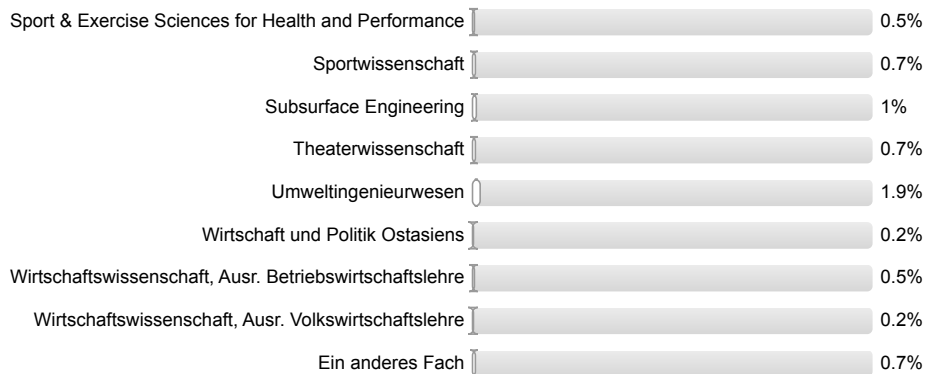 Sport & Exercise Sciences for Health and Performance 0.5%
Sportwissenschaft 0.7%
Subsurface Engineering 1%
Theaterwissenschaft 0.7%
Umweltingenieurwesen 1.9%
Wirtschaft und Politik Ostasiens 0.2%
Wirtschaftswissenschaft, Ausr. Betriebswirtschaftslehre 0.5%
Wirtschaftswissenschaft, Ausr. Volkswirtschaftslehre 0.2%
Ein anderes Fach 0.7%